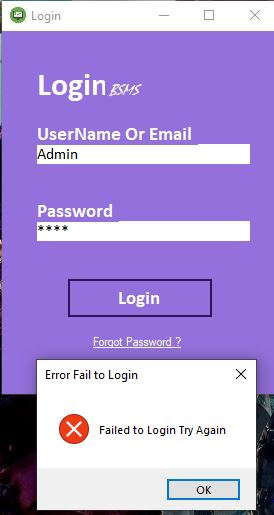 Login
Login BSMS
UserName Or Email
Admin
Password
****
Login
Forgot Password ?
Error Fail to Login
Failed to Login Try Again
OK